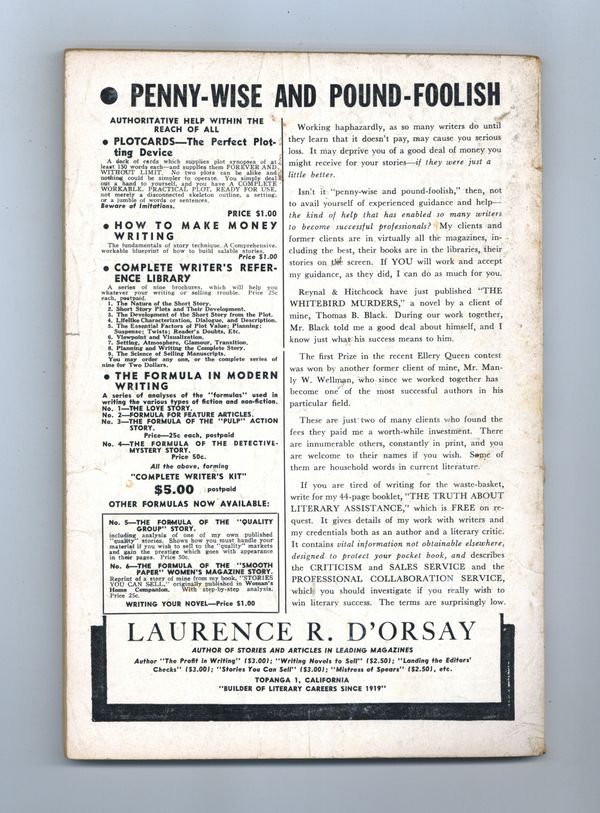 ● PENNY-WISE AND POUND-FOOLISH
AUTHORITATIVE HELP WITHIN THE
REACH OF ALL
● PLOTCARDS—The Perfect Plot-
ting Device
A deck of cards which supplies plot synopses of at
least 150 words each—and supplies them FOREVER AND
WITHOUT LIMIT. No two plots can be alike and
nothing could be simpler to operate. You simply deal
out a hand to yourself, and you have A COMPLETE
WORKABLE, PRACTICAL PLOT, READY FOR USE,
not merely a disconnected skeleton outline, a setting,
or a jumble of words or sentences.
Beware of imitations.
PRICE $1.00
● HOW TO MAKE MONEY
WRITING
The fundamentals of story technique. A Comprehensive,
workable blueprint of how to build salable stories.
Price $1.00
● COMPLETE WRITER'S REFER-
ENCE LIBRARY
A series of nine brochures, which will help you
whatever your writing or selling trouble. Price 25c
each, postpaid.
1. The Nature of the Short Story.
2. Short Story Plots and Their Development.
3. The Development of the Short Story from the Plot.
4. Lifelike Characterization, Dialogue, and Description.
5. The Essential Factors of Plot Value; Planning;
Suspense; Twists; Reader's Doubts, Etc.
6. Viewpoint and Visualization.
7. Setting, Atmosphere, Glamour, Transition.
8. Planning and Writing the Complete Story.
9. The Science of Selling Manuscripts.
You may order any one, or the complete series of
nine for Two Dollars.
● THE FORMULA IN MODERN
WRITING
A series of analyses of the "formulas" used in
writing the various types of fiction and non-fiction.
No. 1—THE LOVE STORY.
No. 2—FORMULA FOR FEATURE ARTICLES.
No. 3—THE FORMULA OF THE "PULP" ACTION
STORY.
Price—25c each, postpaid
No. 4—THE FORMULA OF THE DETECTIVE-
MYSTERY STORY.
Price 50c.
All the above, forming
"COMPLETE WRITER'S KIT"
$5.00 postpaid
OTHER FORMULAS NOW AVAILABLE:
No. 5—THE FORMULA OF THE "QUALITY
GROUP" STORY.
including analysis of one of my own published
"quality" stories. Shows how you must handle your
material if you wish to sell to the "quality" markets
and gain the prestige which goes with appearance
in their pages. Price 50c.
No. 6—THE FORMULA OF THE "SMOOTH
PAPER" WOMEN'S MAGAZINE STORY.
Reprint of a story of mine from my book, "STORIES
YOU CAN SELL," originally published in Woman's
Home Companion. With step-by-step analysis.
Price 25c.
WRITING YOUR NOVEL—Price $1.00
Working haphazardly, as so many writers do until
they learn that it doesn't pay, may cause you serious
loss. It may deprive you of a good deal of money you
might receive for your stories—if they were just a
little better.
Isn't it "penny-wise and pound-foolish," then, not
to avail yourself of experienced guidance and help—
the kind of help that has enabled so many writers
to become successful professionals? My clients and
former clients are in virtually all the magazines, in-
cluding the best, their books are in the libraries, their
stories on the screen. If YOU will work and accept
my guidance, as they did, I can do as much for you.
Reynal & Hitchcock have just published "THE
WHITEBIRD MURDERS," a novel by a client of
mine, Thomas B. Black. During our work together,
Mr. Black told me a good deal about himself, and I
know just what his success means to him.
The first Prize in the recent Ellery Queen contest
was won by another former client of mine, Mr. Man-
ly W. Wellman, who since we worked together has
become one of the most successful authors in his
particular field.
These are just two of many clients who found the
fees they paid me a worth-while investment. There
are innumerable others, constantly in print, and you
are welcome to their names if you wish. Some of
them are household words in current literature.
If you are tired of writing for the waste-basket,
write for my 44-page booklet, "THE TRUTH ABOUT
LITERARY ASSISTANCE," which is FREE on re-
quest. It gives details of my work with writers and
my credentials both as an author and a literary critic.
It contains vital information not obtainable elsewhere,
designed to protect your pocket book, and describes
the CRITICISM and SALES SERVICE and the
PROFESSIONAL COLLABORATION SERVICE,
which you should investigate if you really wish to
win literary success. The terms are surprisingly low.
LAURENCE R. D'ORSAY
AUTHOR OF STORIES AND ARTICLES IN LEADING MAGAZINES
Author "The Profit in Writing" ($3.00); "Writing Novels to Sell" ($2.50); "Landing the Editors'
Checks" ($3.00); "Stories You Can Sell" ($3.00); "Mistress of Spears" ($2.50), etc.
TOPANGA 1, CALIFORNIA
"BUILDER OF LITERARY CAREERS SINCE 1919"